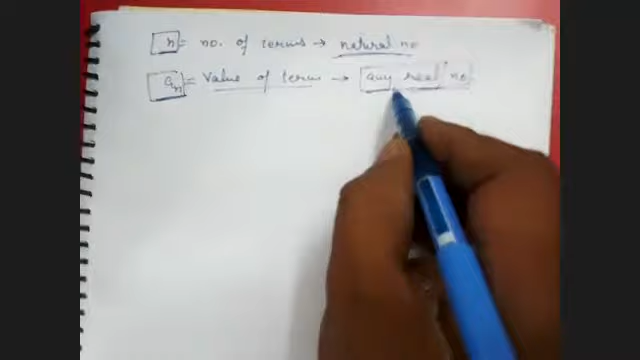 n = no. of terms → natural no
an = value of terms → any real no